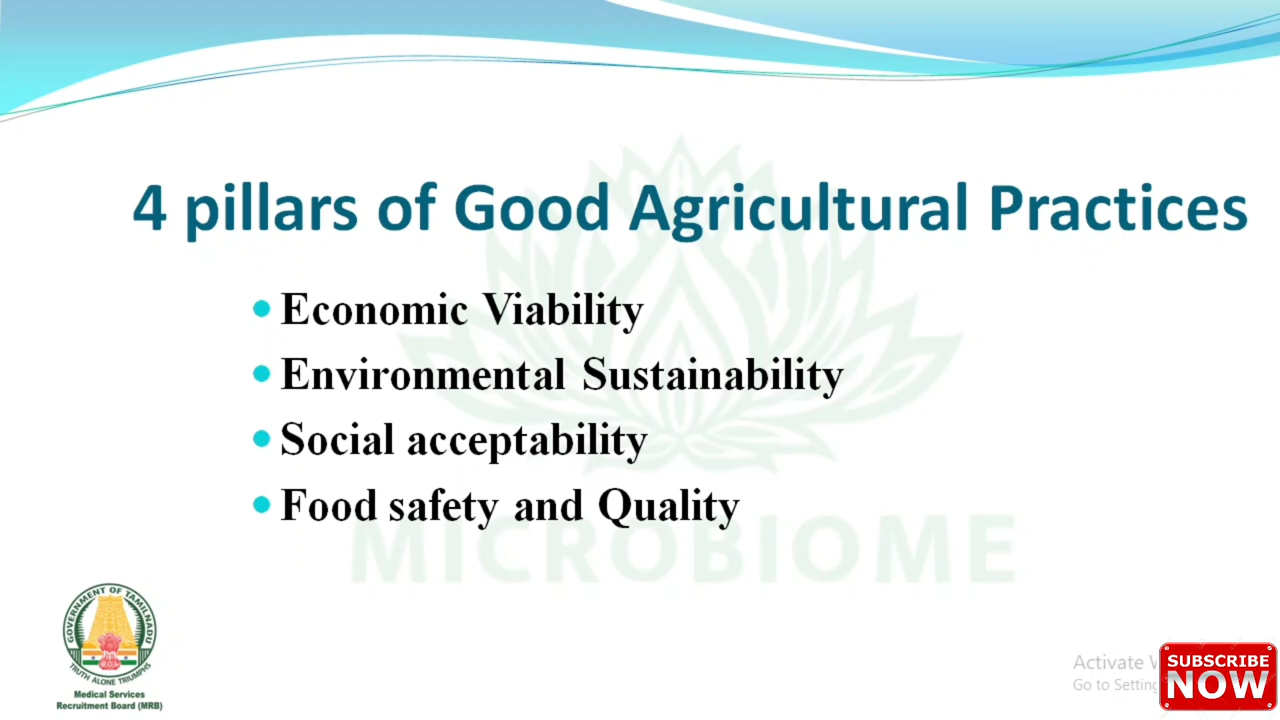 4 pillars of Good Agricultural Practices
Economic Viability
Environmental Sustainability
Social acceptability
Food safety and Quality
MICROBIOME
GOVERNMENT OF TAMILNADU
TRUTH ALONE TRIUMPHS
Medical Services
Recruitment Board (MRB)
Activate
Go to Setting
SUBSCRIBE
NOW